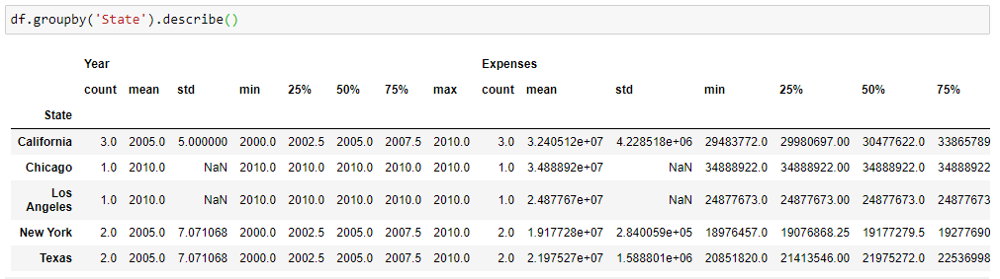 df.groupby('State').describe()
Year Expenses
count mean std min 25% 50% 75% max count mean std min 25% 50% 75%
State
California 3.0 2005.0 5.000000 2000.0 2002.5 2005.0 2007.5 2010.0 3.0 3.240512e+07 4.228518e+06 29483772.0 29980697.00 30477622.0 33865789
Chicago 1.0 2010.0 NaN 2010.0 2010.0 2010.0 2010.0 2010.0 1.0 3.488892e+07 NaN 34888922.0 34888922.00 34888922.0 34888922
Los
Angeles 1.0 2010.0 NaN 2010.0 2010.0 2010.0 2010.0 2010.0 1.0 2.487767e+07 NaN 24877673.0 24877673.00 24877673.0 24877673
New York 2.0 2005.0 7.071068 2000.0 2002.5 2005.0 2007.5 2010.0 2.0 1.917728e+07 2.840059e+05 18976457.0 19076868.25 19177279.5 19277690
Texas 2.0 2005.0 7.071068 2000.0 2002.5 2005.0 2007.5 2010.0 2.0 2.197527e+07 1.588801e+06 20851820.0 21413546.00 21975272.0 22536998